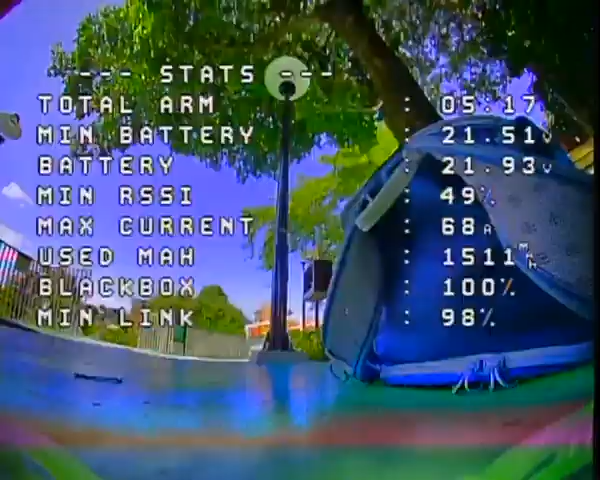 --- STATS ---
TOTAL ARM : 05:17
MIN BATTERY : 21.51V
BATTERY : 21.93V
MIN RSSI : 49%
MAX CURRENT : 68A
USED MAH : 1511mAh
BLACKBOX : 100%
MIN LINK : 98%